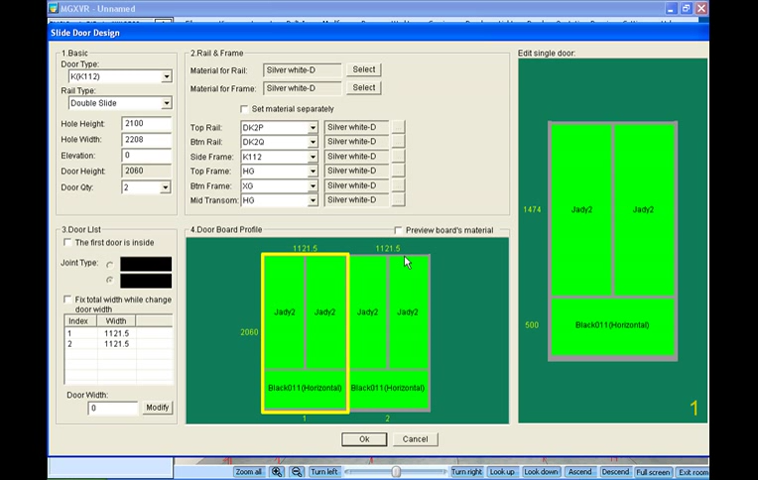 MGXVR - Unnamed
Slide Door Design
1.Basic
Door Type:
K(K112)
Rail Type:
Double Slide
Hole Height: 2100
Hole Width: 2208
Elevation: 0
Door Height: 2060
Door Qty: 2
2.Rail & Frame
Material for Rail: Silver white-D Select
Material for Frame: Silver white-D Select
Set material separately
Top Rail: DK2P Silver white-D
Btm Rail: DK2Q Silver white-D
Side Frame: K112 Silver white-D
Top Frame: HG Silver white-D
Btm Frame: XG Silver white-D
Mid Transom: HG Silver white-D
3.Door List
The first door is inside
Joint Type:
Fix total width while change
door width
Index Width
1 1121.5
2 1121.5
Door Width:
0 Modify
4.Door Board Profile
Preview board's material
1121.5 1121.5
Jady2 Jady2 Jady2 Jady2
2060
Black011(Horizontal) Black011(Horizontal)
1 2
Ok Cancel
Edit single door:
1474
Jady2 Jady2
500
Black011(Horizontal)
1
Zoom all Turn left Turn right Look up Look down Ascend Descend Full screen Exit room